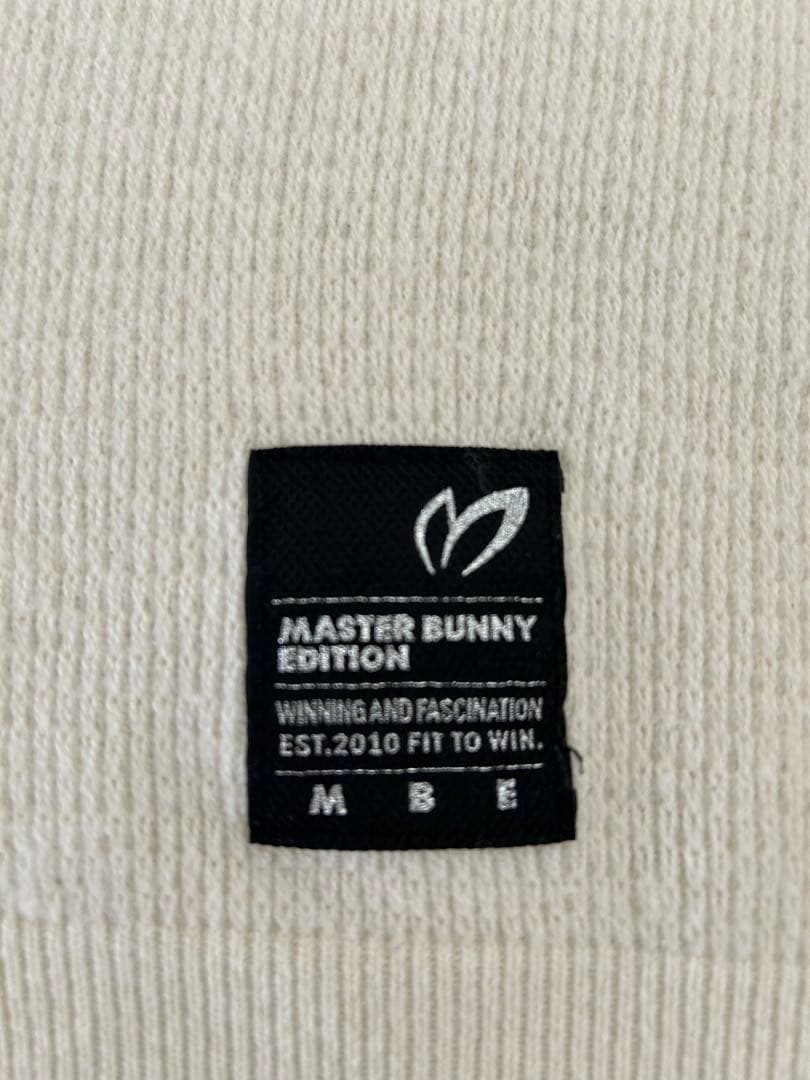 MASTER BUNNY
EDITION
WINNING AND FASCINATION
EST.2010 FIT TO WIN.
M B E